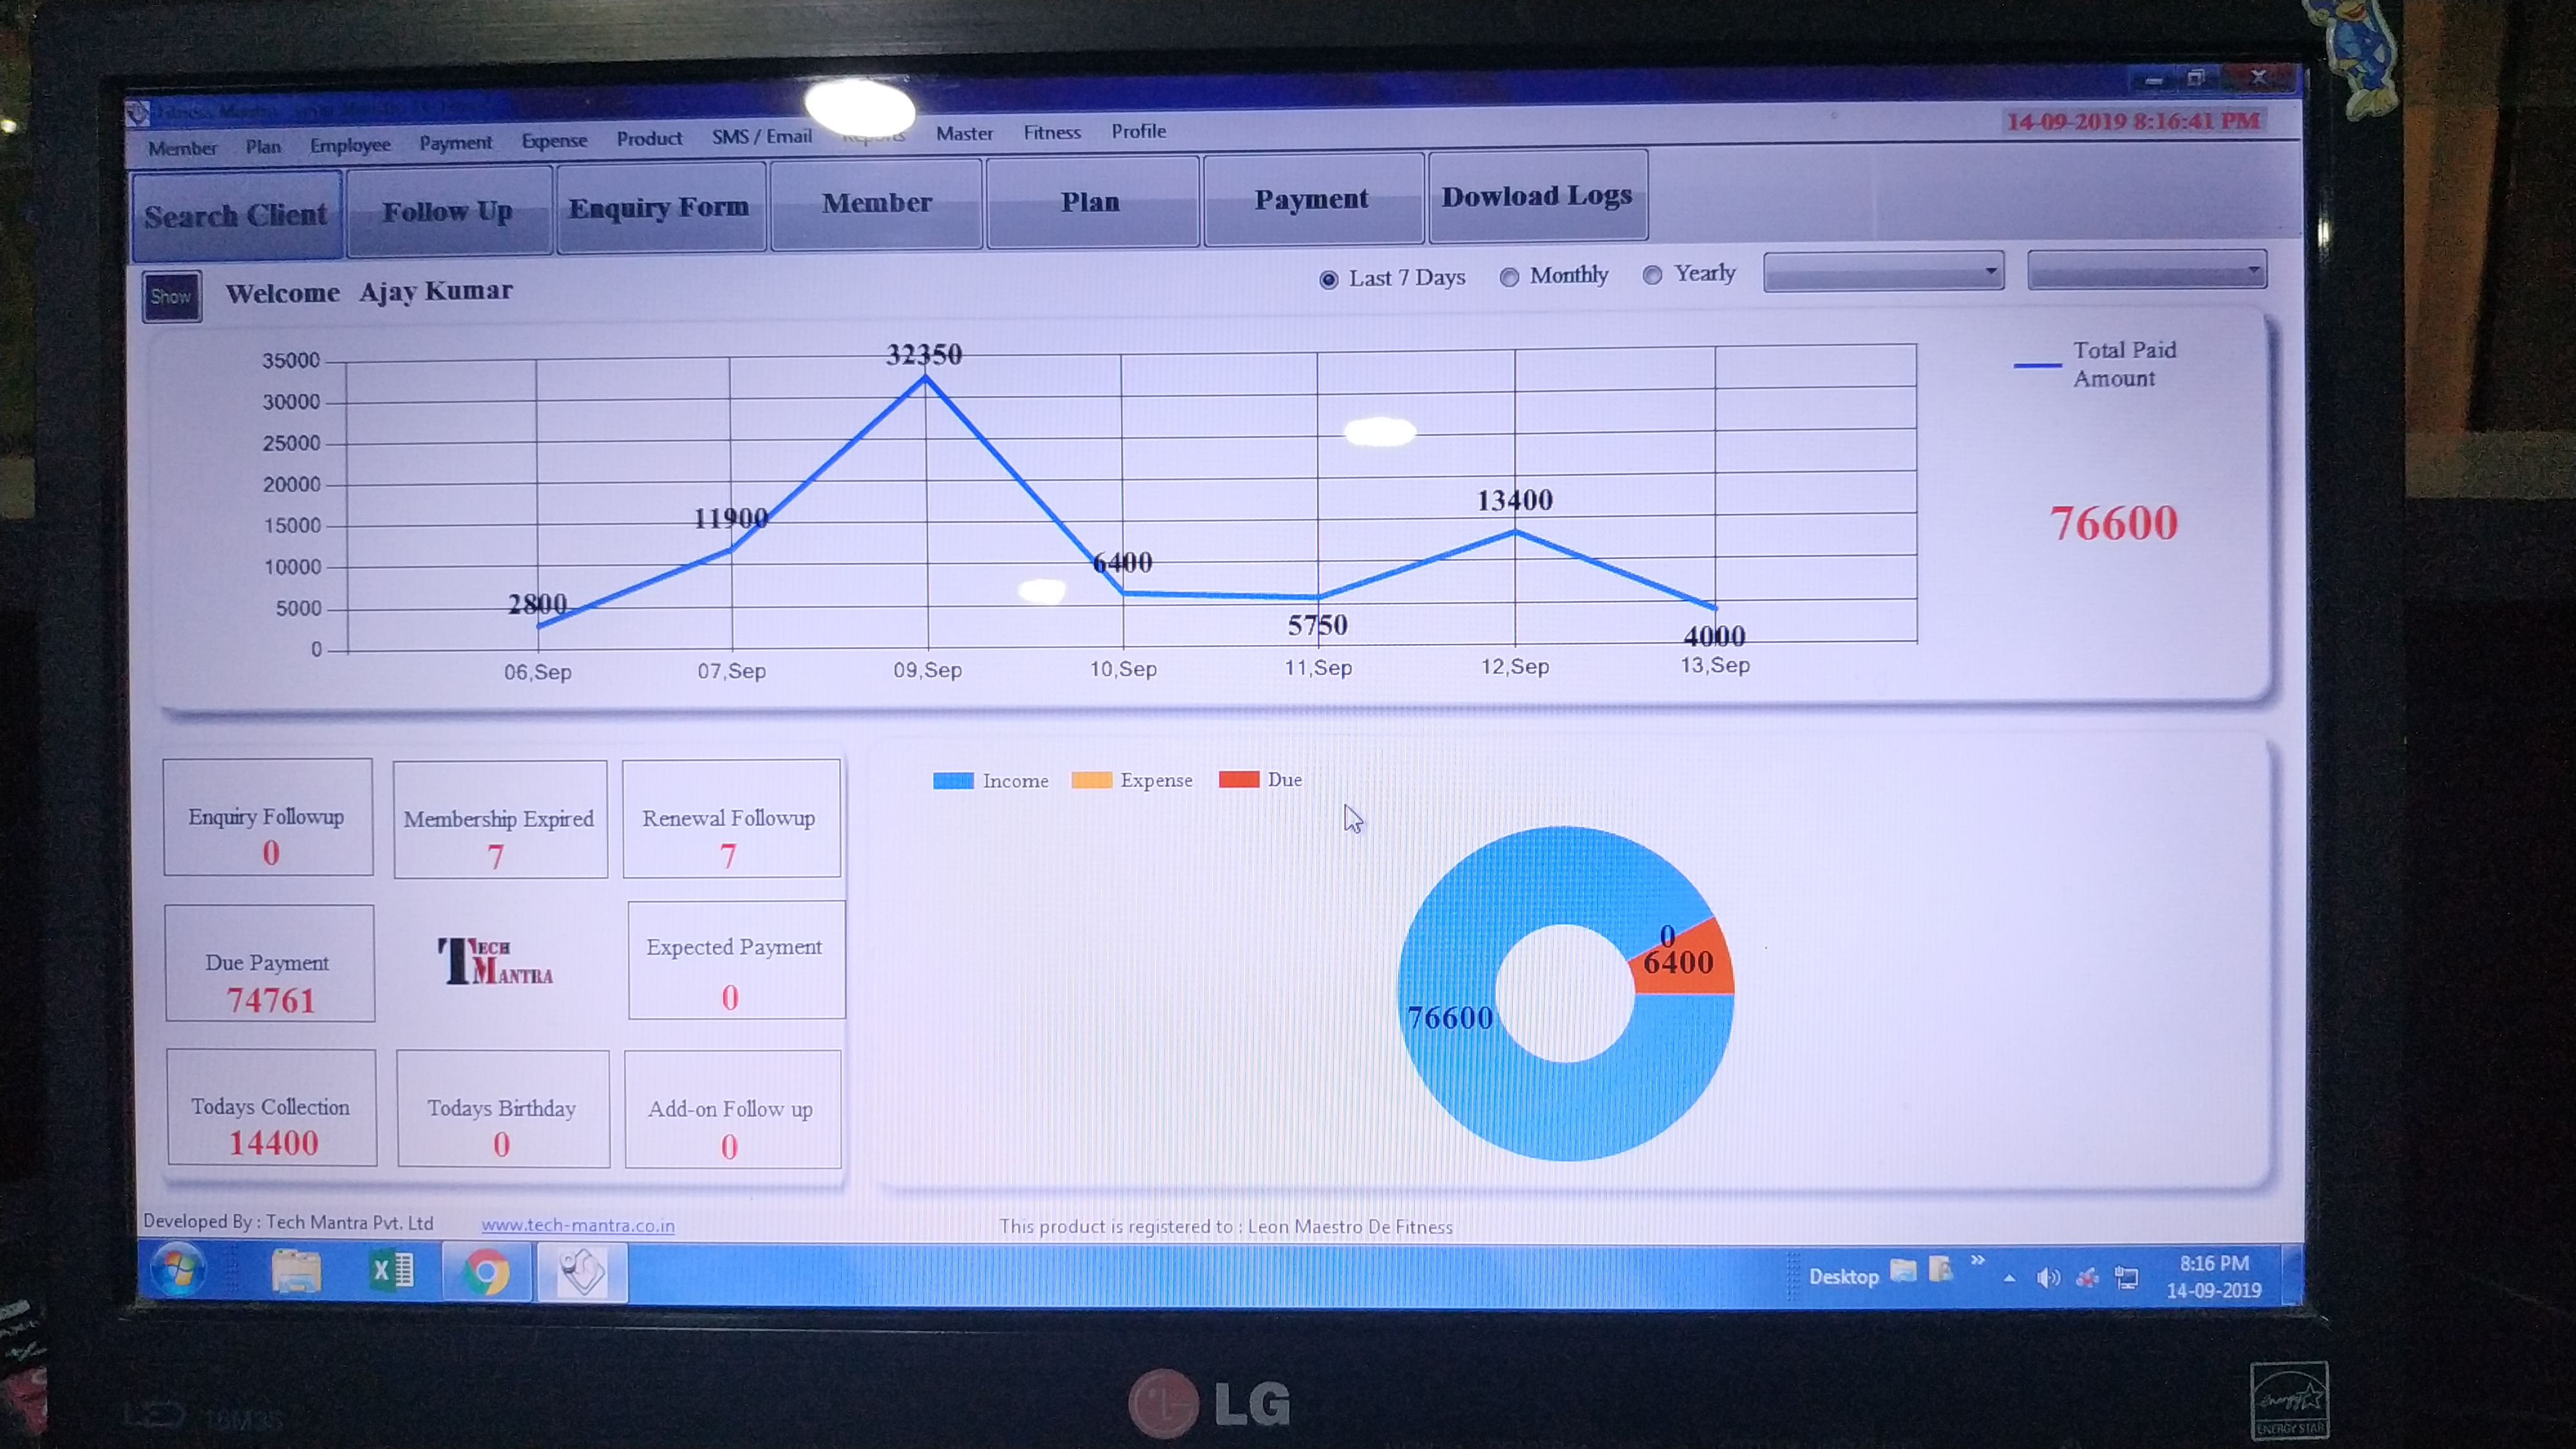 14-09-2019 8:16:41 PM
Member Plan Employee Payment Expense Product SMS / Email Reports Master Fitness Profile
Search Client Follow Up Enquiry Form Member Plan Payment Dowload Logs
Show Welcome Ajay Kumar Last 7 Days Monthly Yearly
35000
30000
25000
20000
15000
10000
5000
0
32350
11900
2800
6400
5750
13400
4000
06,Sep 07,Sep 09,Sep 10,Sep 11,Sep 12,Sep 13,Sep
Total Paid
Amount
76600
Enquiry Followup
0
Membership Expired
7
Renewal Followup
7
Due Payment
74761
TECH
MANTRA
Expected Payment
0
Todays Collection
14400
Todays Birthday
0
Add-on Follow up
0
Income Expense Due
0
6400
76600
Developed By : Tech Mantra Pvt. Ltd www.tech-mantra.co.in This product is registered to : Leon Maestro De Fitness
Desktop
8:16 PM
14-09-2019
LG
ENERGY STAR